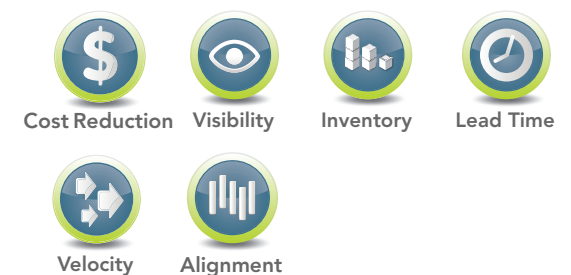 $
Cost Reduction Visibility Inventory Lead Time
Velocity Alignment